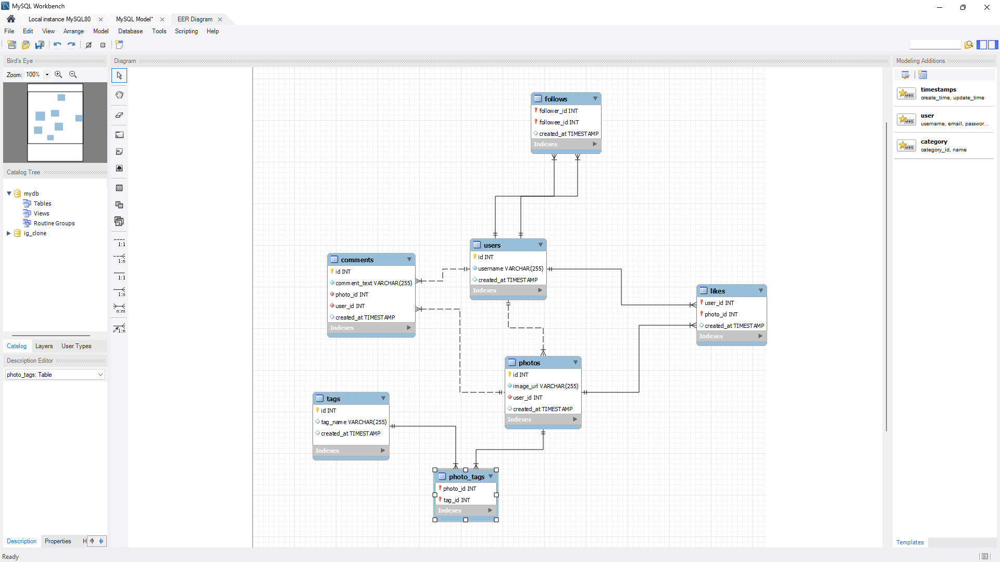 MySQL Workbench
Local instance MySQL80
MySQL Model*
EER Diagram
File Edit View Arrange Model Database Tools Scripting Help
Bird's Eye
Diagram
Modeling Additions
Zoom: 100%
timestamps
create_time, update_time
user
username, email, passwor...
category
category_id, name
MWB
MWB
MWB
Catalog Tree
mydb
Tables
Views
Routine Groups
ig_clone
Catalog Layers User Types
Description Editor
photo_tags: Table
1:1
1:n
1:1
1:n
n:m
1:n
follows
follower_id INT
followee_id INT
created_at TIMESTAMP
Indexes
users
id INT
username VARCHAR(255)
created_at TIMESTAMP
Indexes
comments
id INT
comment_text VARCHAR(255)
photo_id INT
user_id INT
created_at TIMESTAMP
Indexes
likes
user_id INT
photo_id INT
created_at TIMESTAMP
Indexes
photos
id INT
image_url VARCHAR(255)
user_id INT
created_at TIMESTAMP
Indexes
tags
id INT
tag_name VARCHAR(255)
created_at TIMESTAMP
Indexes
photo_tags
photo_id INT
tag_id INT
Indexes
Description Properties H
Templates
Ready